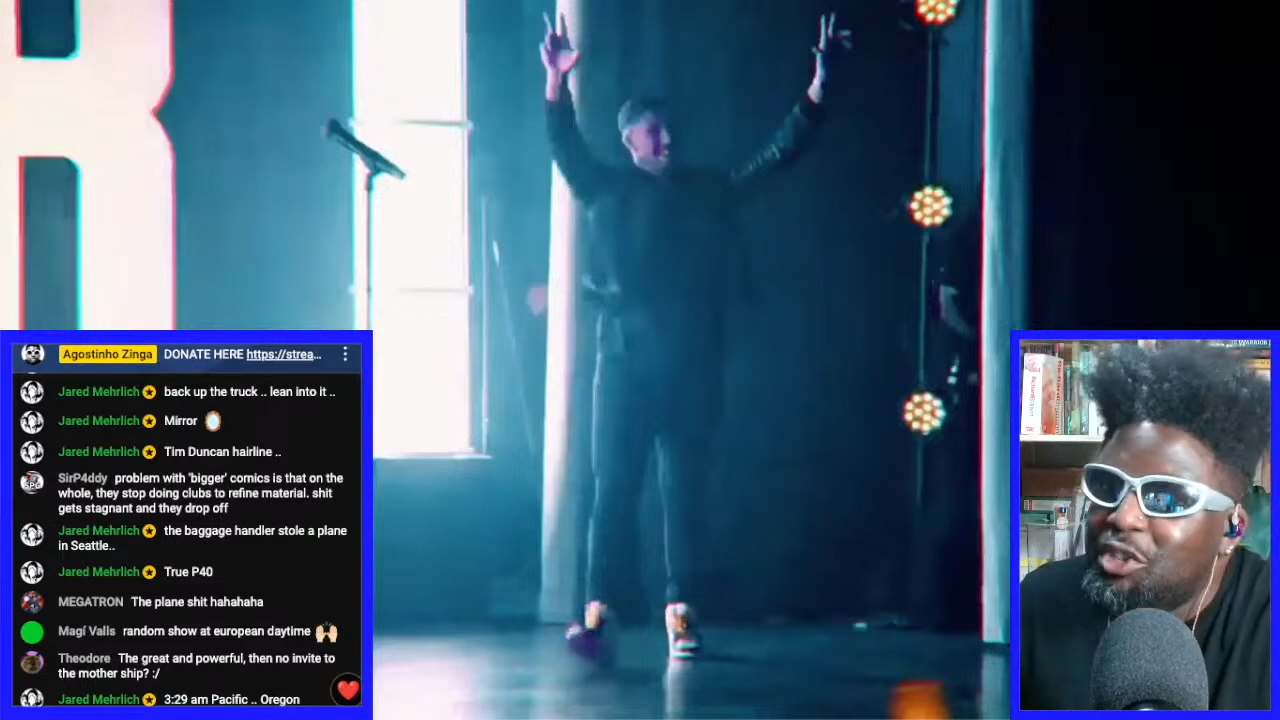 R
Agostinho Zinga DONATE HERE https://strea...
Jared Mehrlich back up the truck .. lean into it ..
Jared Mehrlich Mirror
Jared Mehrlich Tim Duncan hairline ..
SirP4ddy problem with 'bigger' comics is that on the
whole, they stop doing clubs to refine material. shit
gets stagnant and they drop off
Jared Mehrlich the baggage handler stole a plane
in Seattle..
Jared Mehrlich True P40
MEGATRON The plane shit hahahaha
Magí Valls random show at european daytime
Theodore The great and powerful, then no invite to
the mother ship? :/
Jared Mehrlich 3:29 am Pacific .. Oregon
WARRIOR